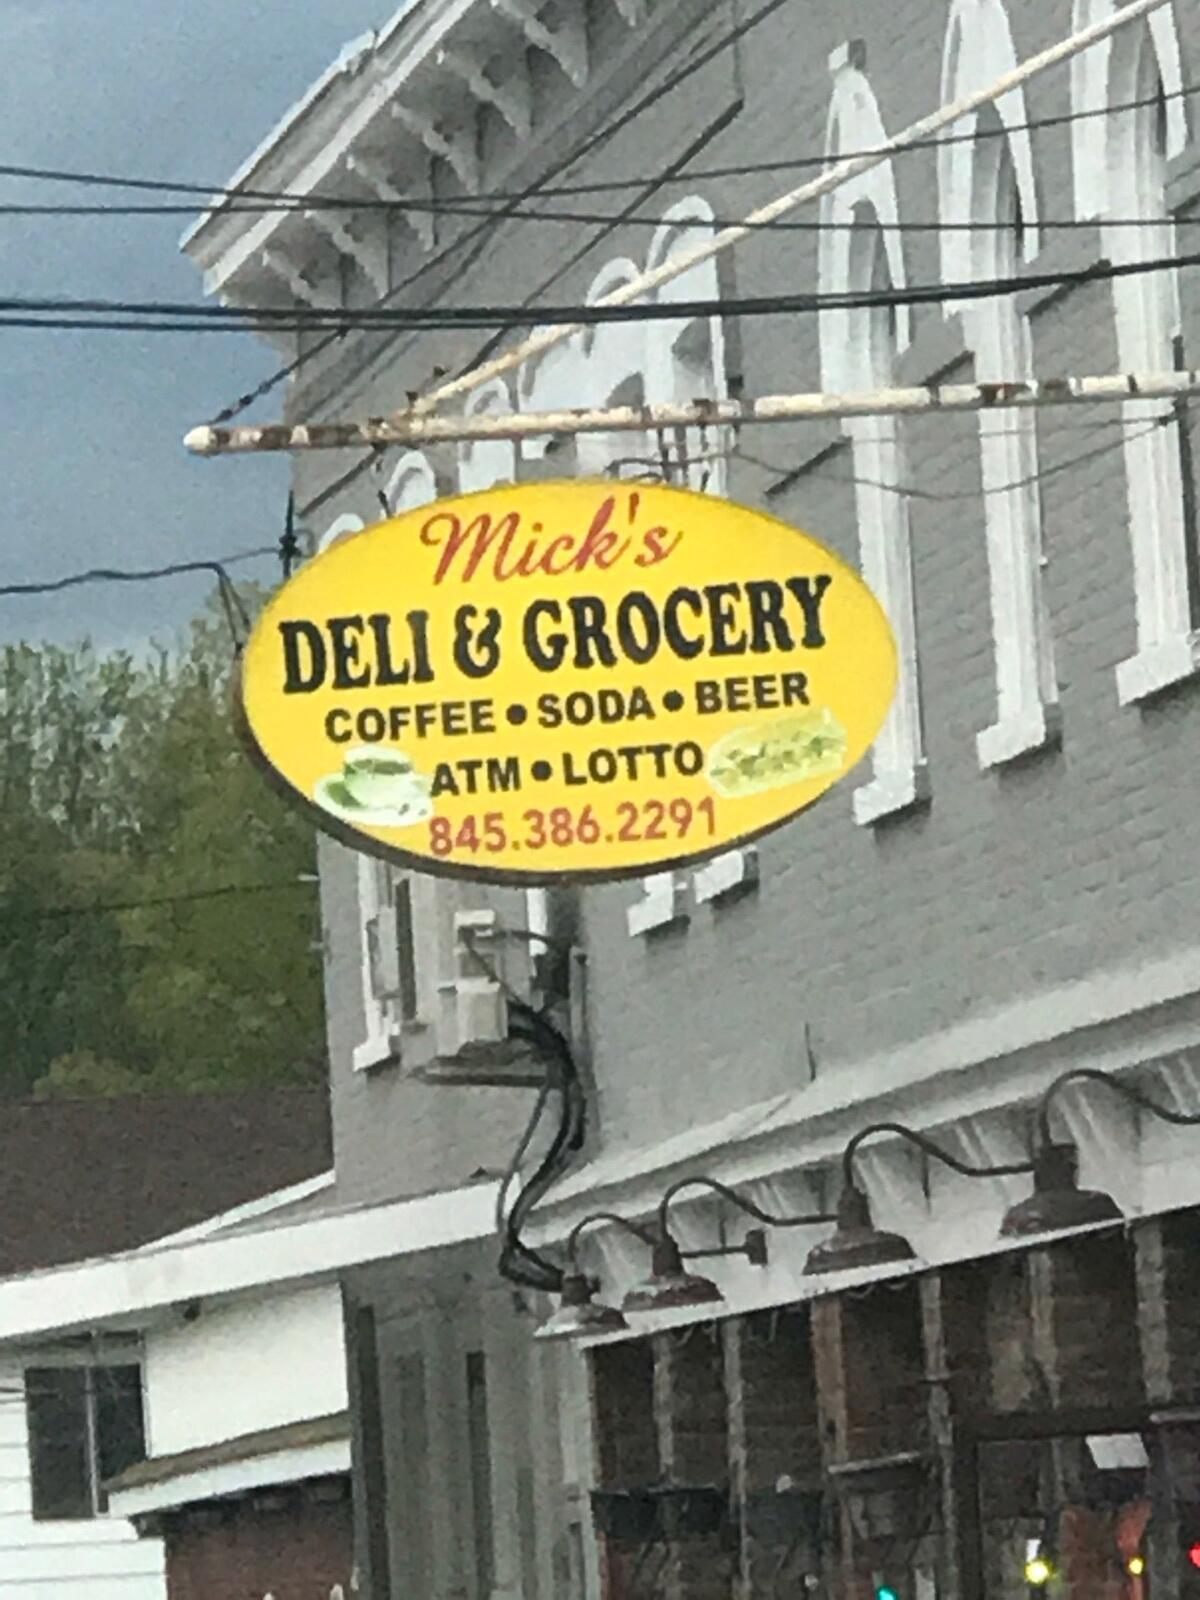 Mick's
DELI & GROCERY
COFFEE • SODA • BEER
ATM • LOTTO
845.386.2291